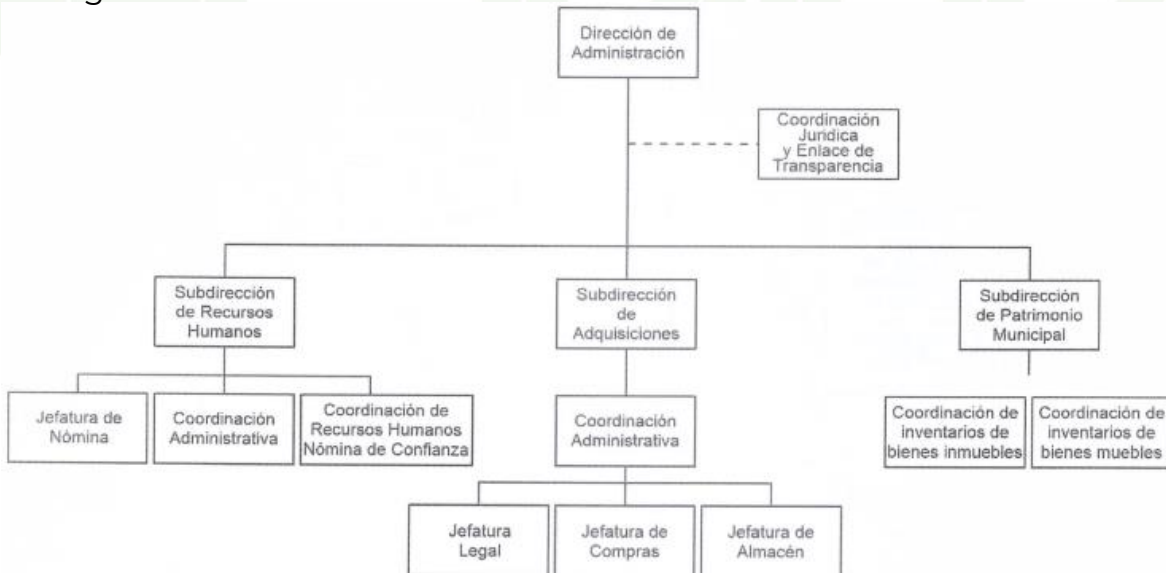 Dirección de
Administración
Coordinación
Jurídica
y Enlace de
Transparencia
Subdirección
de Recursos
Humanos
Subdirección
de
Adquisiciones
Subdirección
de Patrimonio
Municipal
Jefatura de
Nómina
Coordinación
Administrativa
Coordinación de
Recursos Humanos
Nómina de Confianza
Coordinación
Administrativa
Coordinación de
inventarios de
bienes inmuebles
Coordinación de
inventarios de
bienes muebles
Jefatura
Legal
Jefatura de
Compras
Jefatura de
Almacén